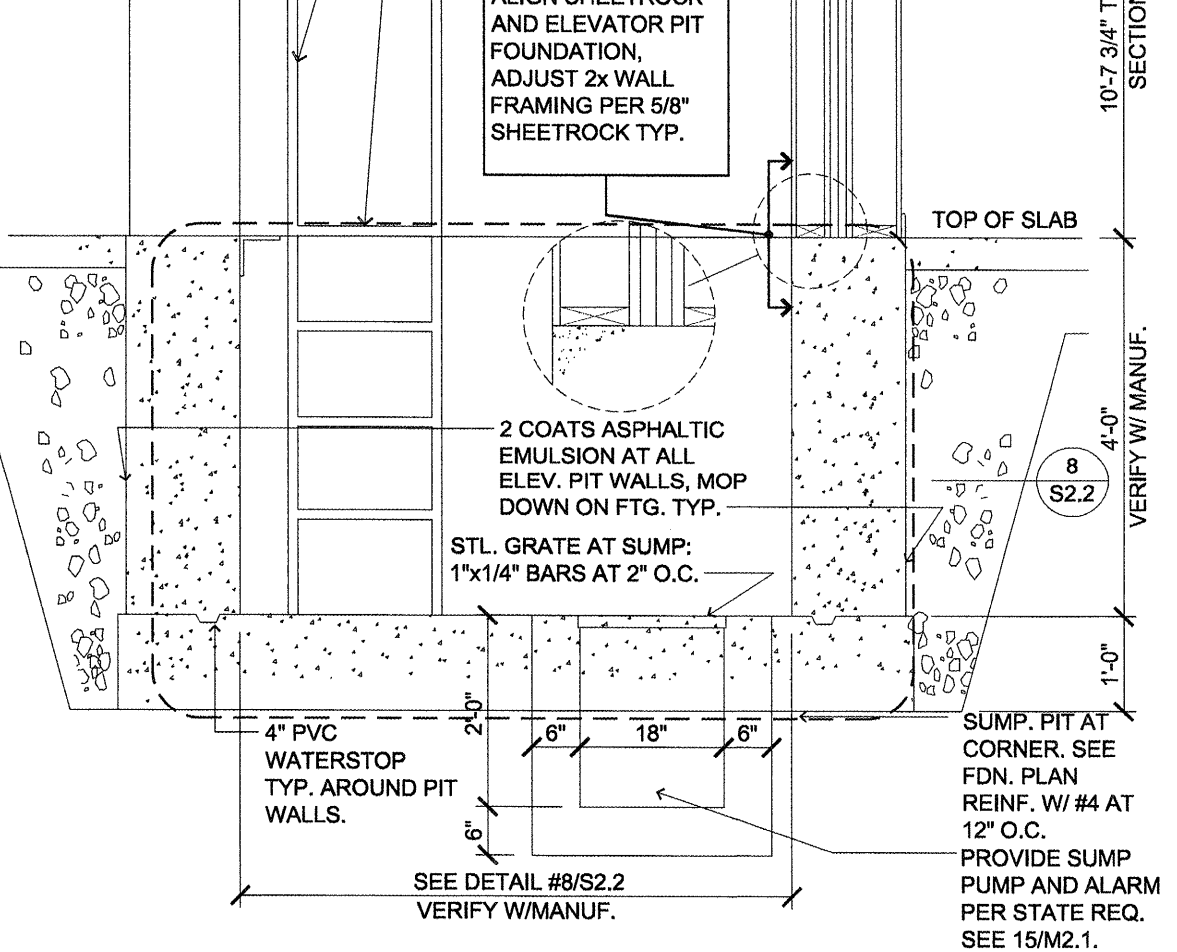 ALIGN SHEETROCK
AND ELEVATOR PIT
FOUNDATION,
ADJUST 2x WALL
FRAMING PER 5/8"
SHEETROCK TYP.
10'-7 3/4" T
SECTION
TOP OF SLAB
4'-0"
VERIFY W/ MANUF.
8
S2.2
2 COATS ASPHALTIC
EMULSION AT ALL
ELEV. PIT WALLS, MOP
DOWN ON FTG. TYP.
STL. GRATE AT SUMP:
1"x1/4" BARS AT 2" O.C.
1'-0"
2'-0"
6"
18"
6"
6"
4" PVC
WATERSTOP
TYP. AROUND PIT
WALLS.
SUMP. PIT AT
CORNER. SEE
FDN. PLAN
REINF. W/ #4 AT
12" O.C.
PROVIDE SUMP
PUMP AND ALARM
PER STATE REQ.
SEE 15/M2.1.
SEE DETAIL #8/S2.2
VERIFY W/MANUF.